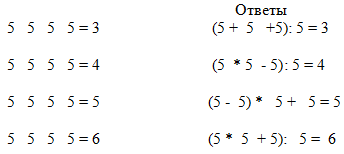 Ответы
5 5 5 5 = 3 (5 + 5 +5): 5 = 3
5 5 5 5 = 4 (5 * 5 - 5): 5 = 4
5 5 5 5 = 5 (5 - 5) * 5 + 5 = 5
5 5 5 5 = 6 (5 * 5 + 5): 5 = 6